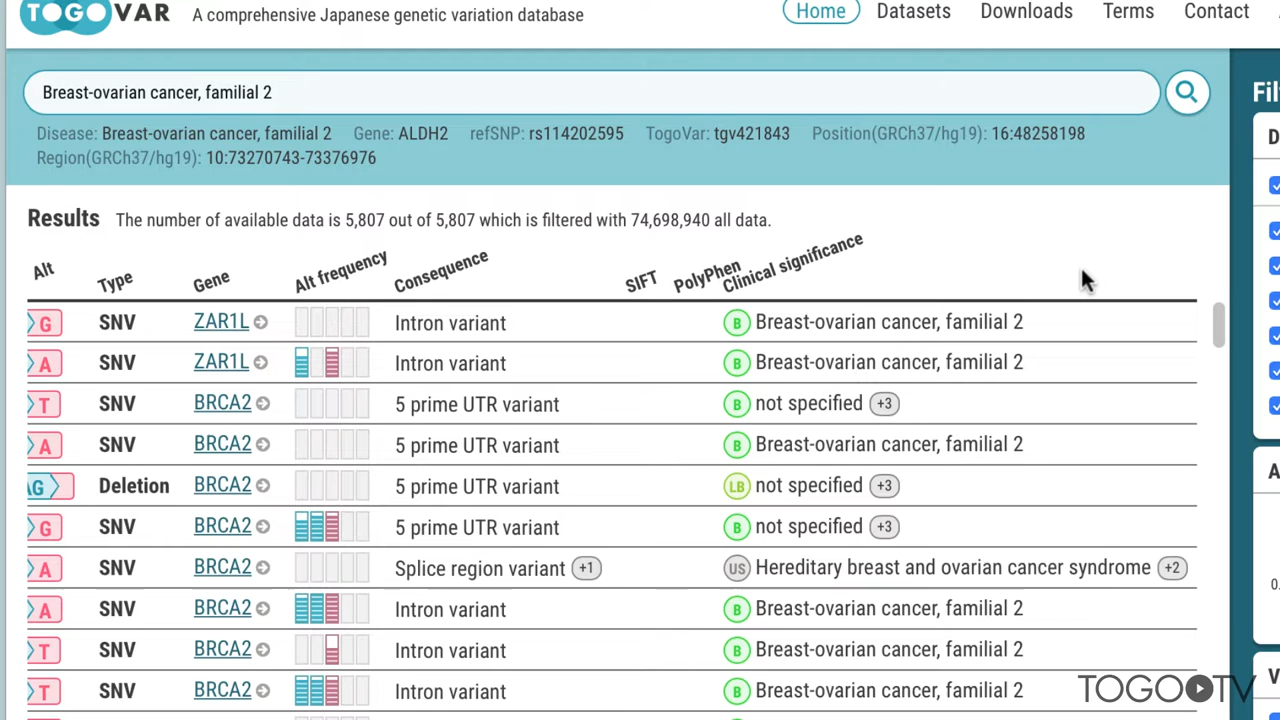 TOGOVAR A comprehensive Japanese genetic variation database Home Datasets Downloads Terms Contact
Breast-ovarian cancer, familial 2
Disease: Breast-ovarian cancer, familial 2 Gene: ALDH2 refSNP: rs114202595 TogoVar: tgv421843 Position(GRCh37/hg19): 16:48258198
Region(GRCh37/hg19): 10:73270743-73376976
Results The number of available data is 5,807 out of 5,807 which is filtered with 74,698,940 all data.
Alt Type Gene Alt frequency Consequence SIFT PolyPhen Clinical significance
G SNV ZAR1L Intron variant B Breast-ovarian cancer, familial 2
A SNV ZAR1L Intron variant B Breast-ovarian cancer, familial 2
T SNV BRCA2 5 prime UTR variant B not specified +3
A SNV BRCA2 5 prime UTR variant B Breast-ovarian cancer, familial 2
AG Deletion BRCA2 5 prime UTR variant LB not specified +3
G SNV BRCA2 5 prime UTR variant B not specified +3
A SNV BRCA2 Splice region variant +1 US Hereditary breast and ovarian cancer syndrome +2
A SNV BRCA2 Intron variant B Breast-ovarian cancer, familial 2
T SNV BRCA2 Intron variant B Breast-ovarian cancer, familial 2
T SNV BRCA2 Intron variant B Breast-ovarian cancer, familial 2
Fil
D
A
0.
V
TOGO TV